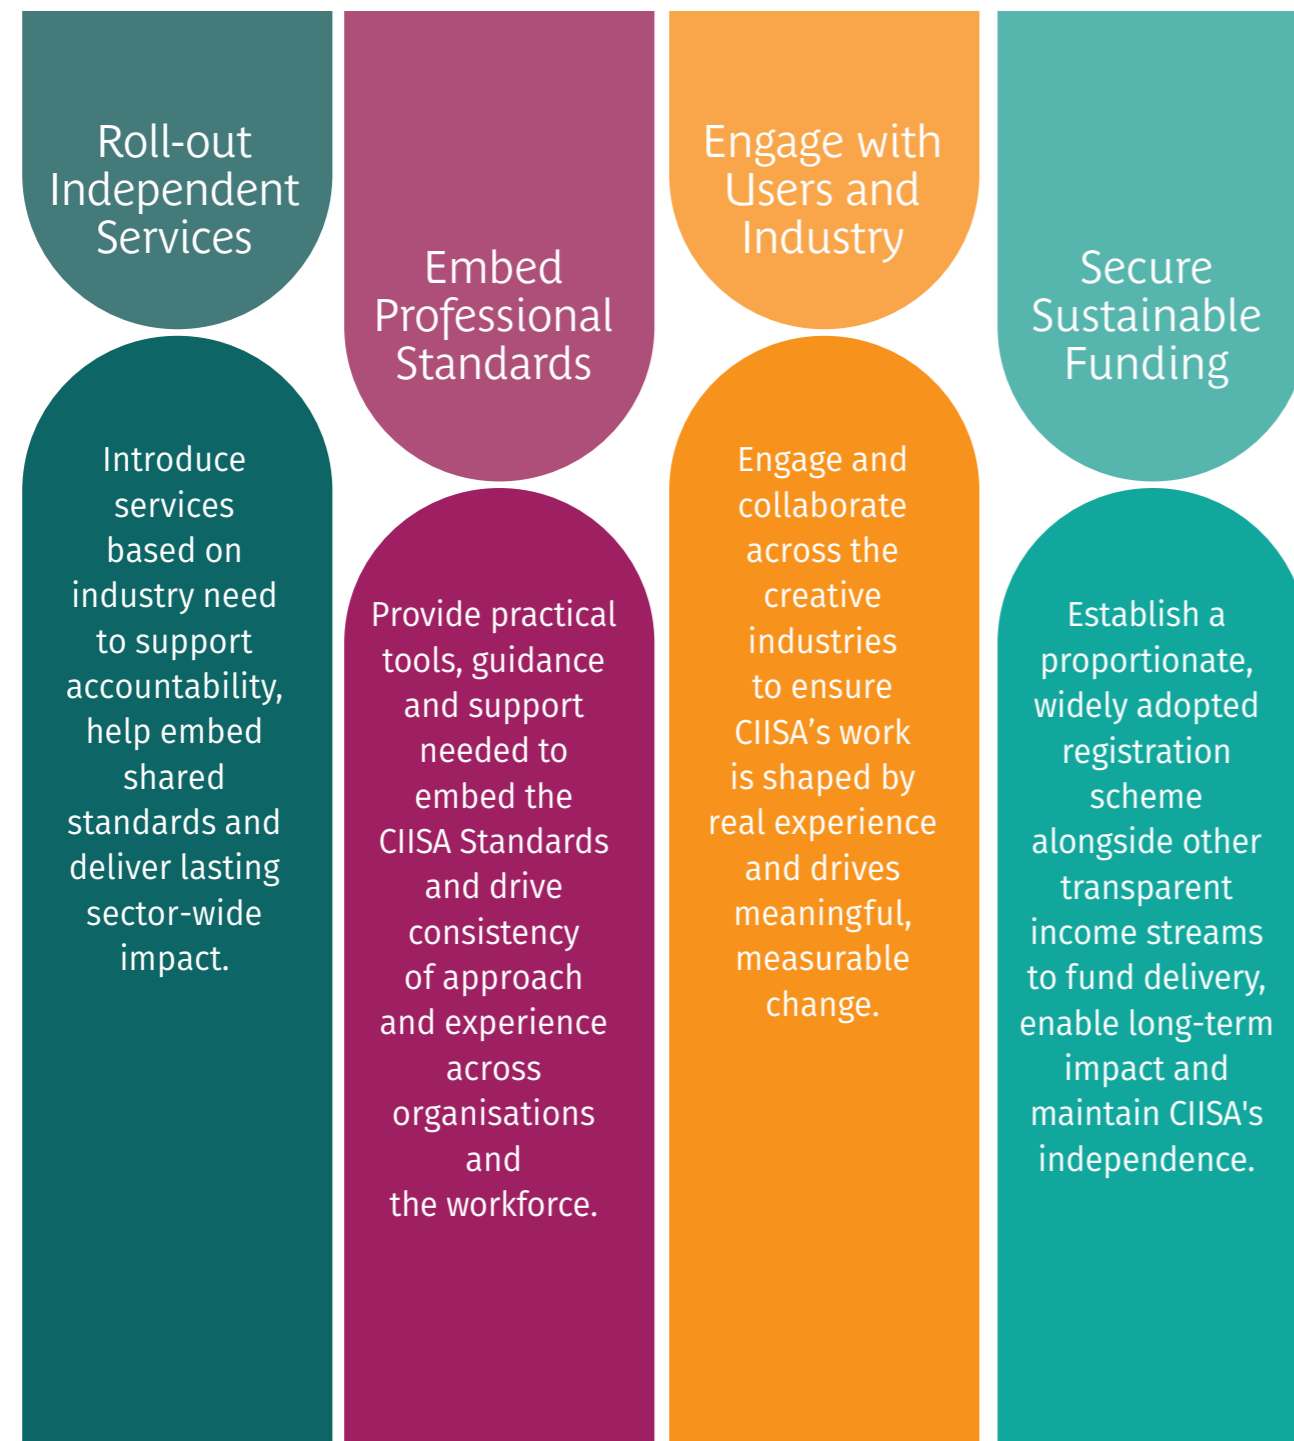 Roll-out
Independent
Services
Introduce
services
based on
industry need
to support
accountability,
help embed
shared
standards and
deliver lasting
sector-wide
impact.
Embed
Professional
Standards
Provide practical
tools, guidance
and support
needed to
embed the
CIISA Standards
and drive
consistency
of approach
and experience
across
organisations
and
the workforce.
Engage with
Users and
Industry
Engage and
collaborate
across the
creative
industries
to ensure
CIISA’s work
is shaped by
real experience
and drives
meaningful,
measurable
change.
Secure
Sustainable
Funding
Establish a
proportionate,
widely adopted
registration
scheme
alongside other
transparent
income streams
to fund delivery,
enable long-term
impact and
maintain CIISA's
independence.